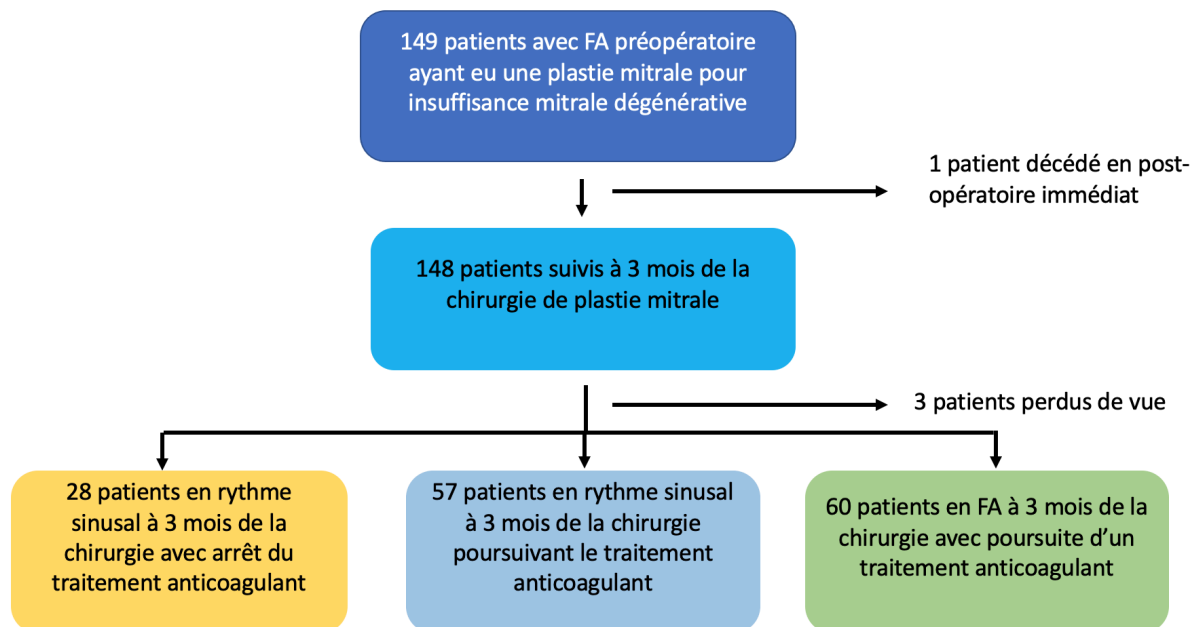 149 patients avec FA préopératoire
ayant eu une plastie mitrale pour
insuffisance mitrale dégénérative
1 patient décédé en post-
opératoire immédiat
148 patients suivis à 3 mois de la
chirurgie de plastie mitrale
3 patients perdus de vue
28 patients en rythme
sinusal à 3 mois de la
chirurgie avec arrêt du
traitement anticoagulant
57 patients en rythme sinusal
à 3 mois de la chirurgie
poursuivant le traitement
anticoagulant
60 patients en FA à 3 mois de la
chirurgie avec poursuite d’un
traitement anticoagulant